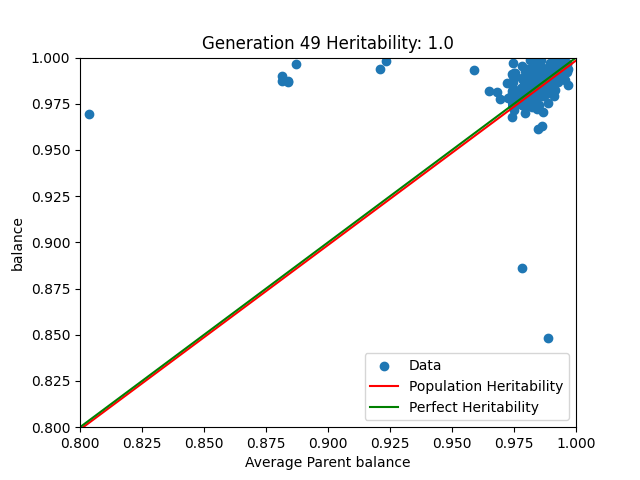 Generation 49 Heritability: 1.0
1.000
0.975
0.950
0.925
0.900
0.875
0.850
0.825
0.800
balance
Data
Population Heritability
Perfect Heritability
0.800 0.825 0.850 0.875 0.900 0.925 0.950 0.975 1.000
Average Parent balance